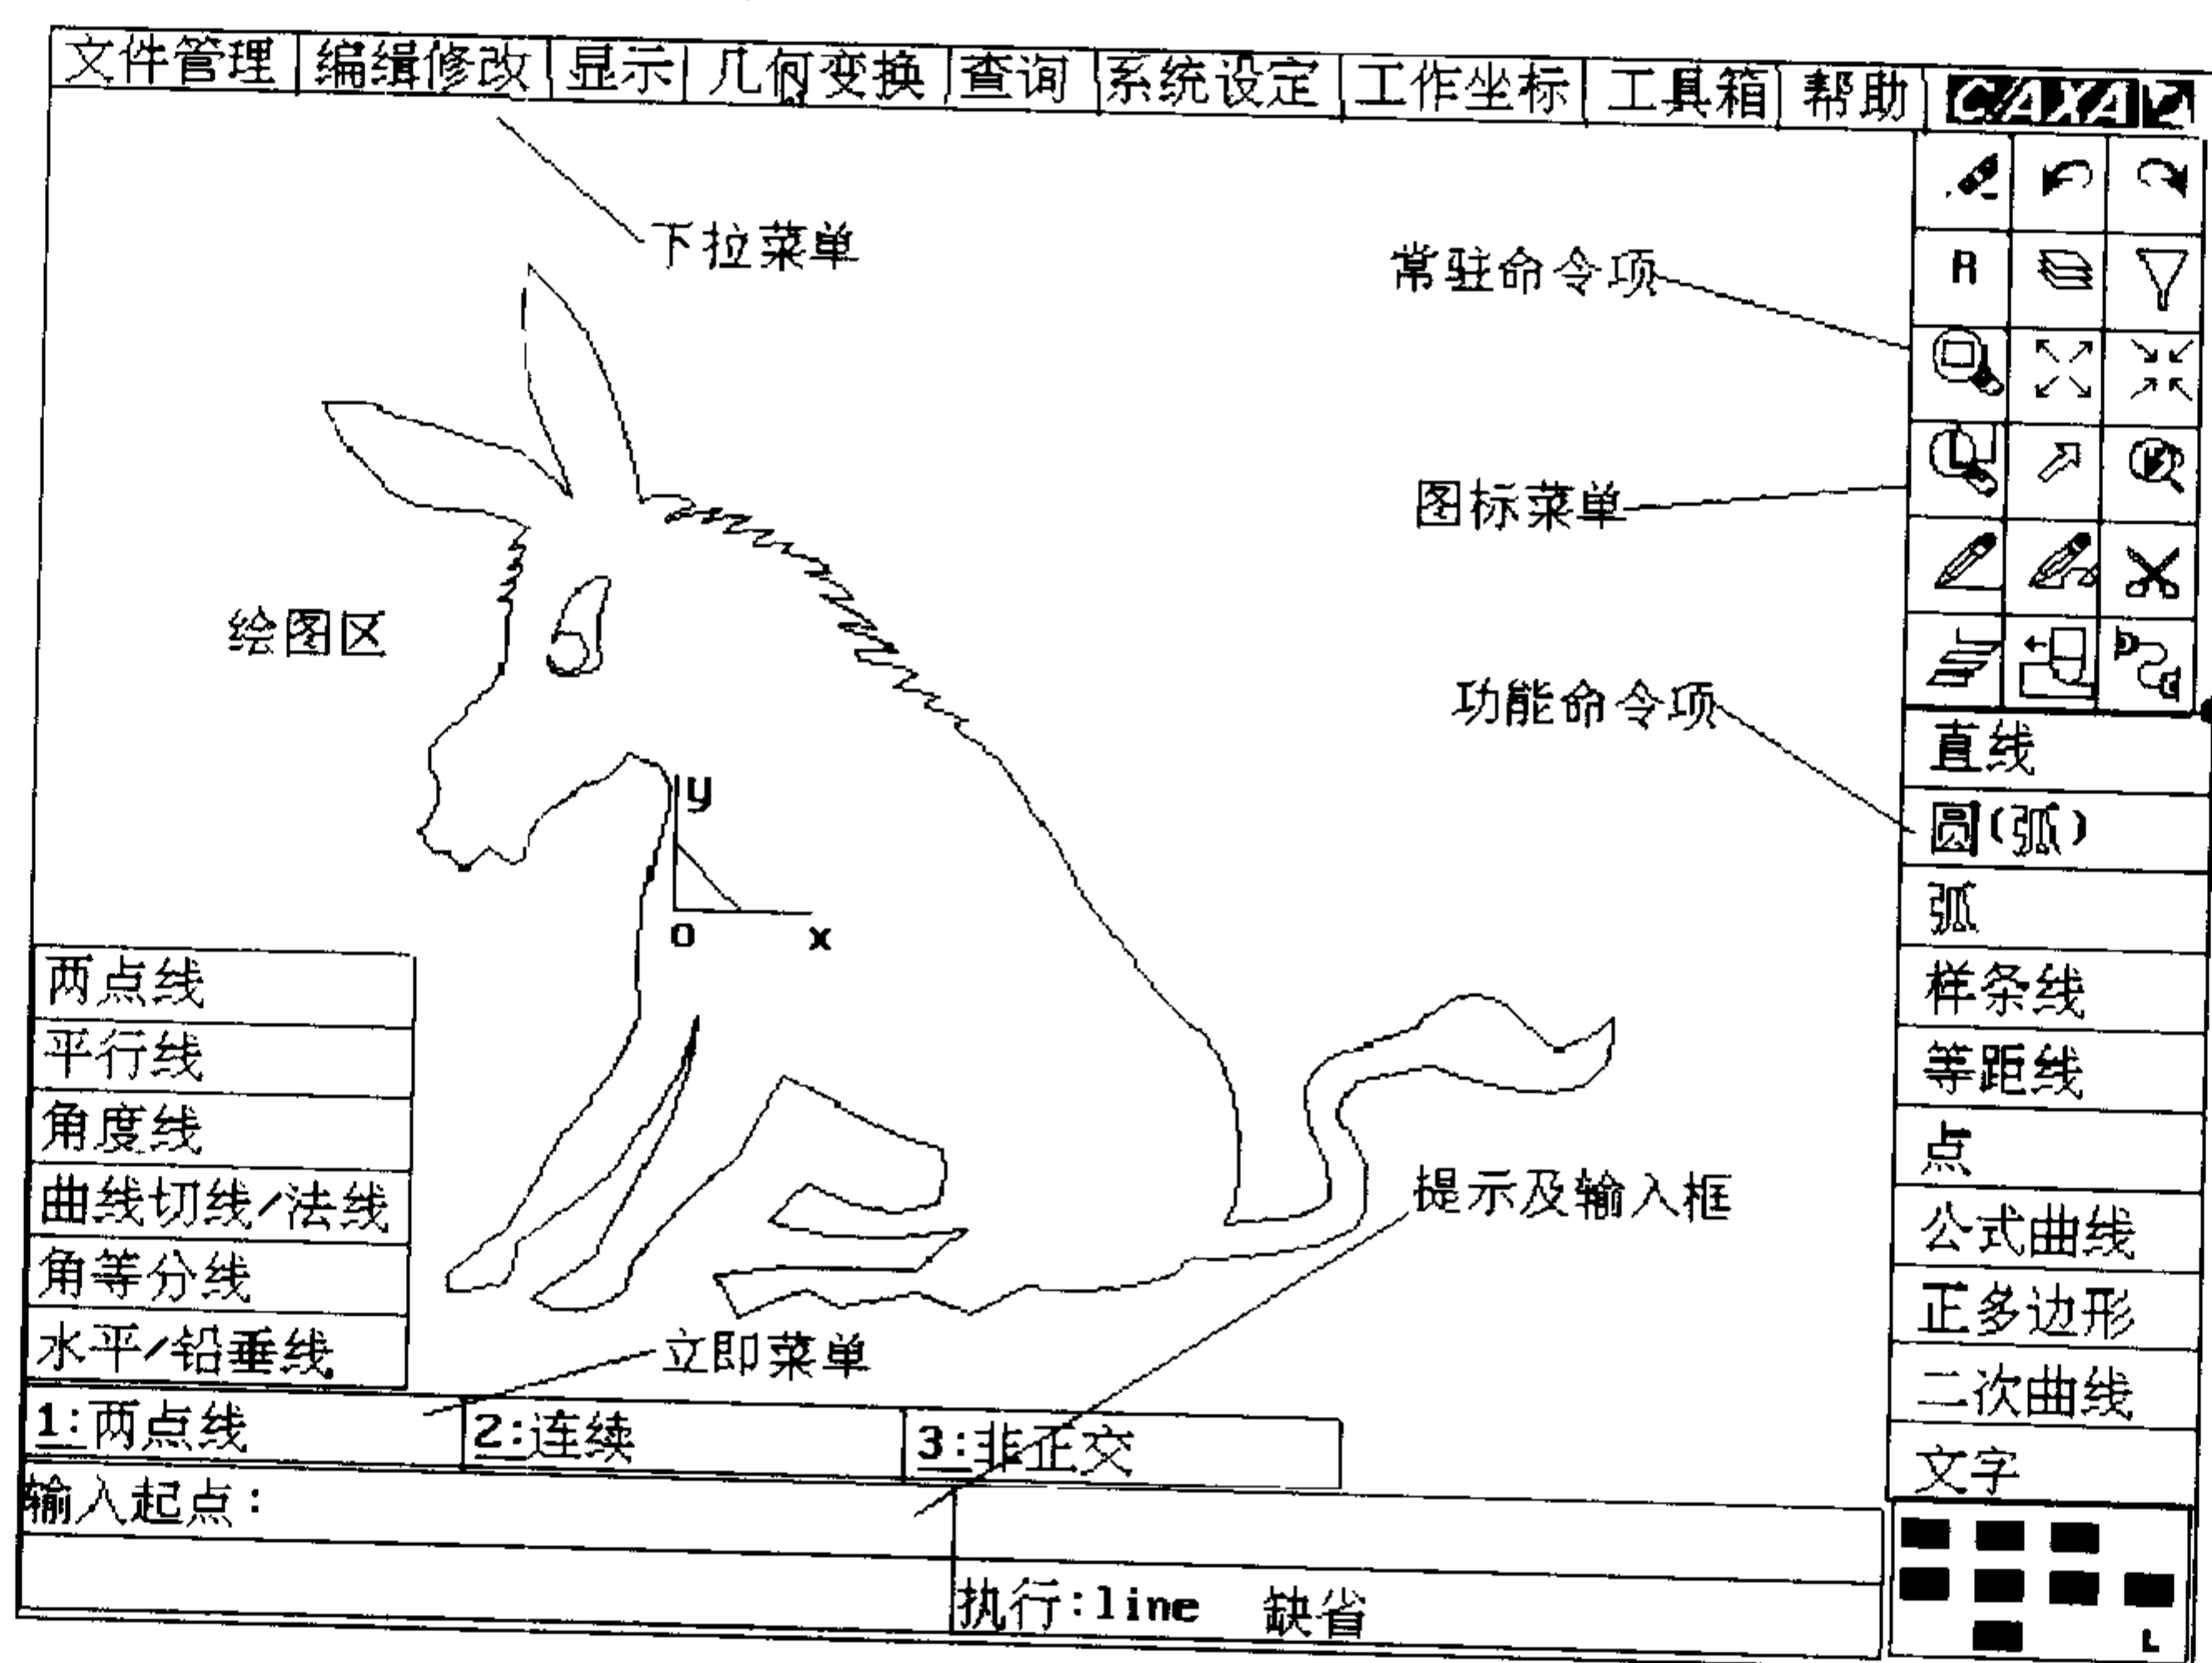 文件管理 编缉修改 显示 几何变换 查询 系统设定 工作坐标 工具箱 帮助 CAXA
下拉菜单
常驻命令项
R
图标菜单
绘图区
功能命令项
直线
圆(弧)
弧
样条线
等距线
点
公式曲线
正多边形
二次曲线
文字
y
o x
两点线
平行线
角度线
曲线切线/法线
角等分线
水平/铅垂线
提示及输入框
立即菜单
1:两点线 2:连续 3:非正交
输入起点:
执行:line 缺省
L